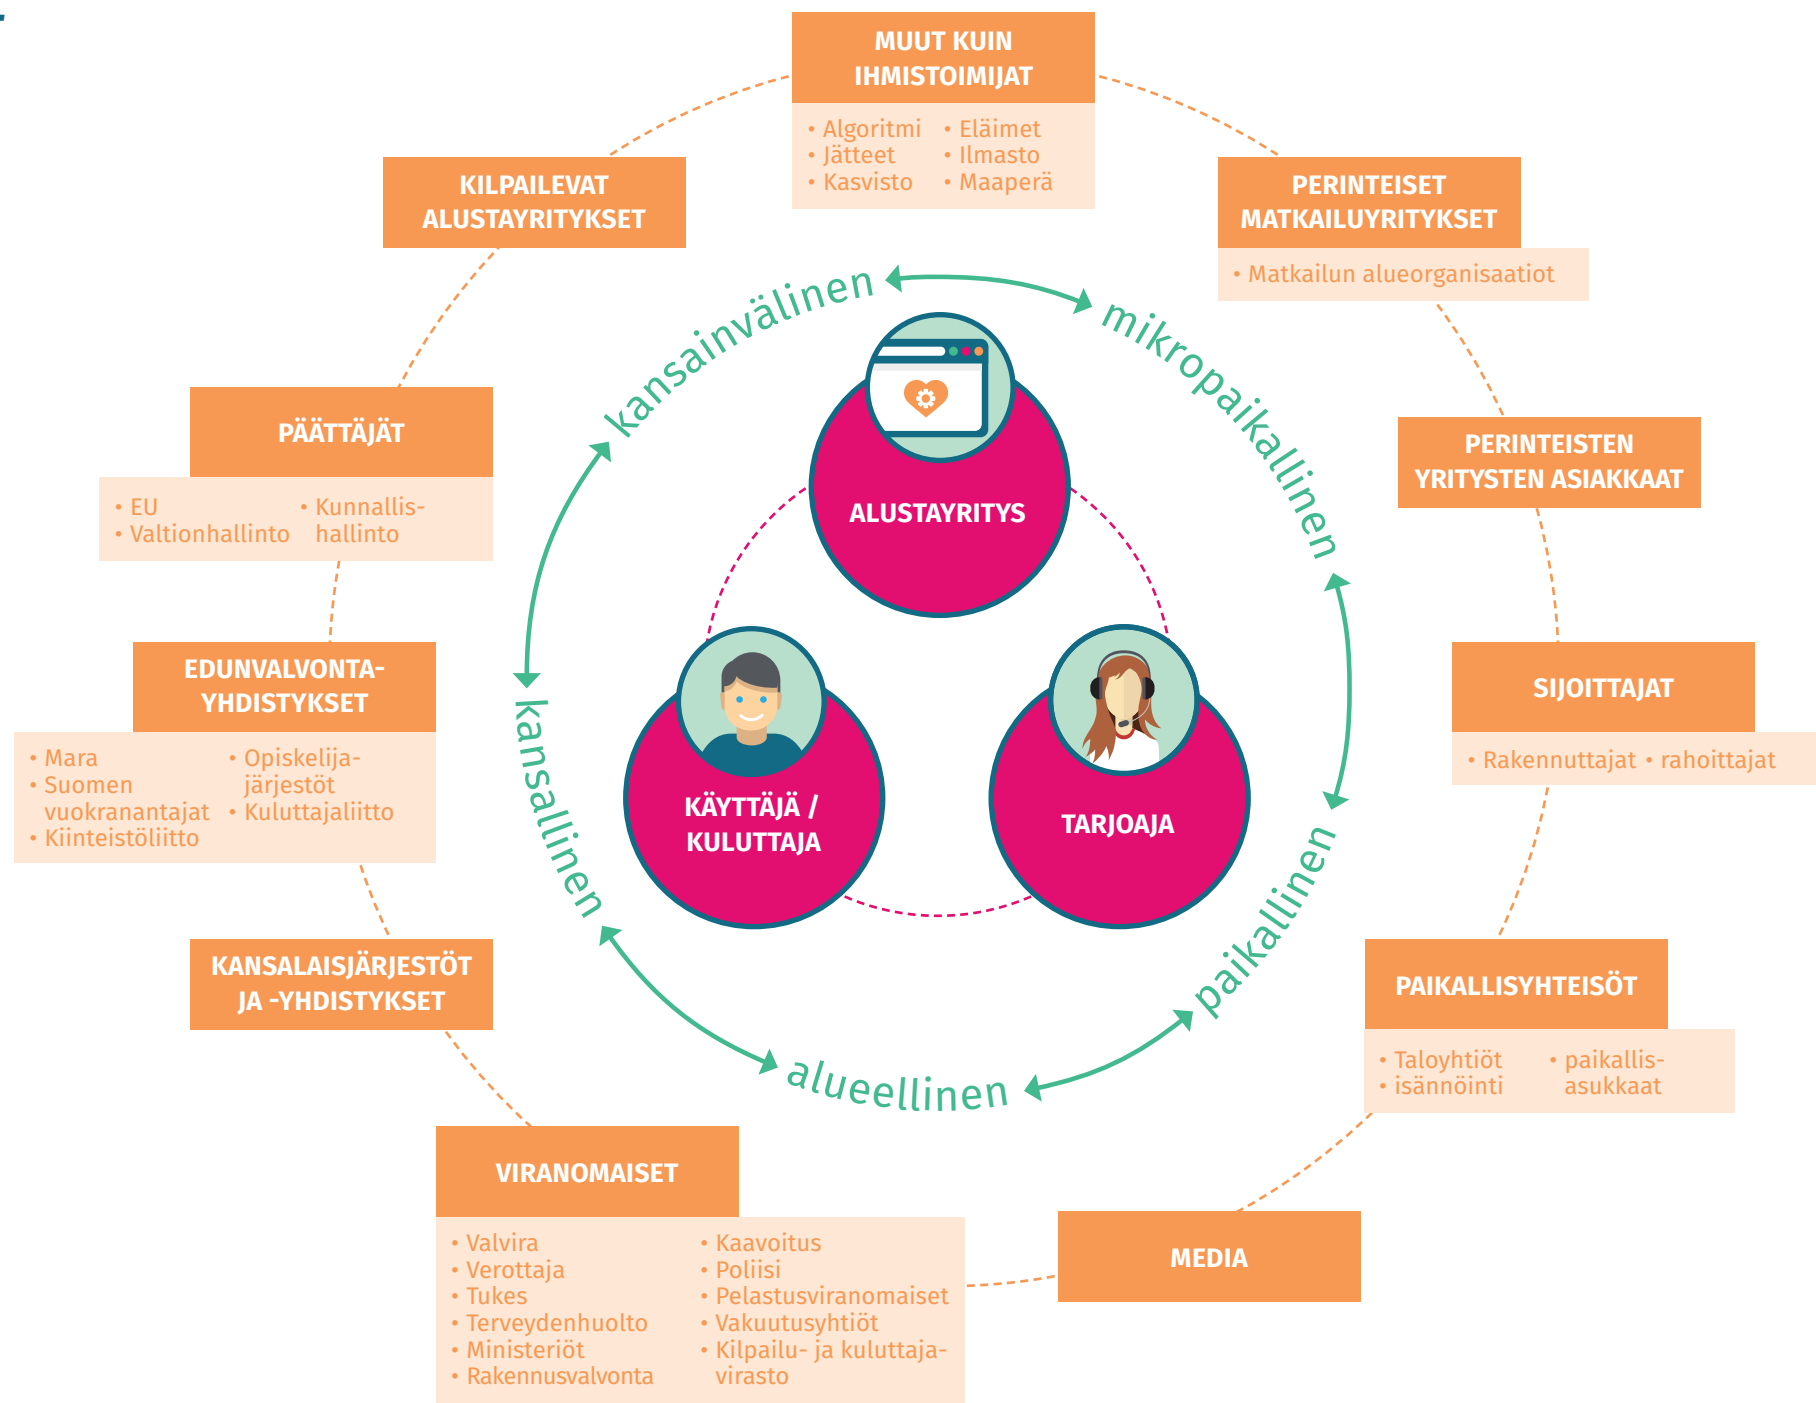 MUUT KUIN
IHMISTOIMIJAT
• Algoritmi
• Jätteet
• Kasvisto
• Eläimet
• Ilmasto
• Maaperä
KILPAILEVAT
ALUSTAYRITYKSET
PERINTEISET
MATKAILUYRITYKSET
• Matkailun alueorganisaatiot
PÄÄTTÄJÄT
• EU
• Valtionhallinto
• Kunnallis-
hallinto
PERINTEISTEN
YRITYSTEN ASIAKKAAT
EDUNVALVONTA-
YHDISTYKSET
• Mara
• Suomen
vuokranantajat
• Kiinteistöliitto
• Opiskelija-
järjestöt
• Kuluttajaliitto
SIJOITTAJAT
• Rakennuttajat • rahoittajat
KANSALAISJÄRJESTÖT
JA -YHDISTYKSET
PAIKALLISYHTEISÖT
• Taloyhtiöt
• isännöinti
• paikallis-
asukkaat
VIRANOMAISET
• Valvira
• Verottaja
• Tukes
• Terveydenhuolto
• Ministeriöt
• Rakennusvalvonta
• Kaavoitus
• Poliisi
• Pelastusviranomaiset
• Vakuutusyhtiöt
• Kilpailu- ja kuluttaja-
virasto
MEDIA
kansainvälinen
mikropaikallinen
paikallinen
alueellinen
kansallinen
ALUSTAYRITYS
KÄYTTÄJÄ /
KULUTTAJA
TARJOAJA